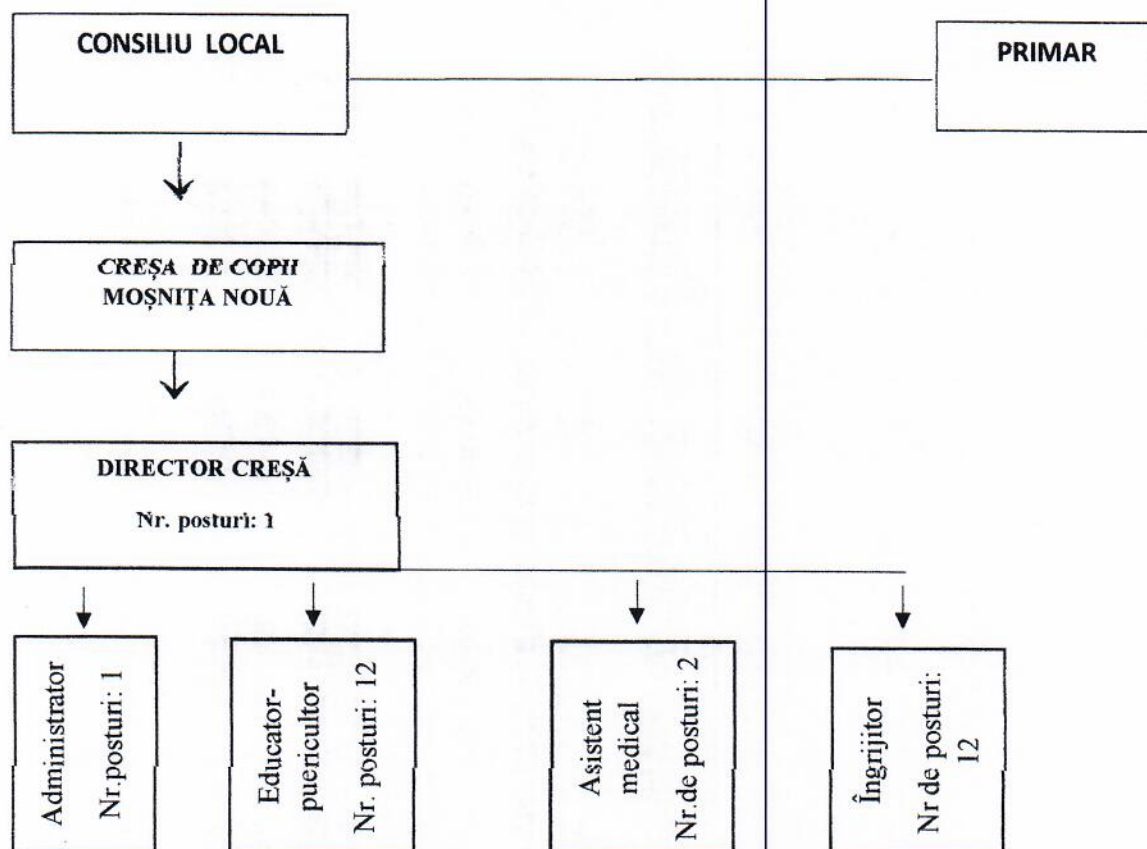 CONSILIU LOCAL
PRIMAR
CREȘA DE COPII
MOȘNIȚA NOUĂ
DIRECTOR CREȘĂ
Nr. posturi: 1
Administrator
Nr.posturi: 1
Educator-
puericultor
Nr. posturi: 12
Asistent
medical
Nr.de posturi: 2
Îngrijitor
Nr de posturi:
12